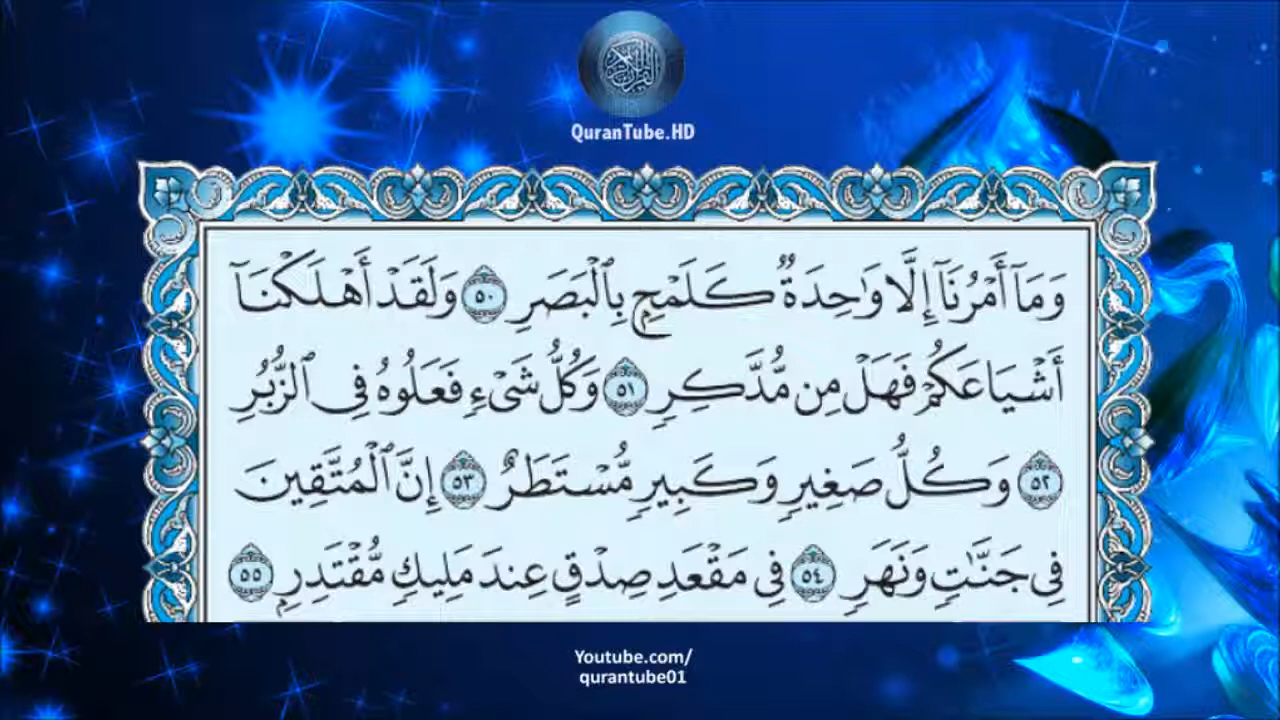 QuranTube.HD
وَمَآ أَمْرُنَآ إِلَّا وَٰحِدَةٌ كَلَمْحٍۭ بِٱلْبَصَرِ ٥٠ وَلَقَدْ أَهْلَكْنَآ
أَشْيَاعَكُمْ فَهَلْ مِن مُّدَّكِرٍ ٥١ وَكُلُّ شَىْءٍ فَعَلُوهُ فِى ٱلزُّبُرِ
٥٢ وَكُلُّ صَغِيرٍ وَكَبِيرٍ مُّسْتَطَرٌ ٥٣ إِنَّ ٱلْمُتَّقِينَ
فِى جَنَّٰتٍ وَنَهَرٍ ٥٤ فِى مَقْعَدِ صِدْقٍ عِندَ مَلِيكٍ مُّقْتَدِرٍۭ ٥٥
Youtube.com/
qurantube01